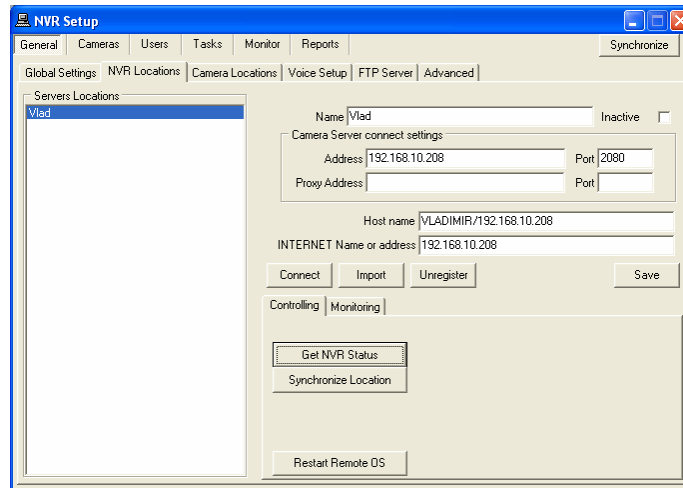 NVR Setup
General Cameras Users Tasks Monitor Reports Synchronize
Global Settings NVR Locations Camera Locations Voice Setup FTP Server Advanced
Servers Locations
Vlad
Name Vlad Inactive
Camera Server connect settings
Address 192.168.10.208 Port 2080
Proxy Address Port
Host name VLADIMIR/192.168.10.208
INTERNET Name or address 192.168.10.208
Connect Import Unregister Save
Controlling Monitoring
Get NVR Status
Synchronize Location
Restart Remote OS